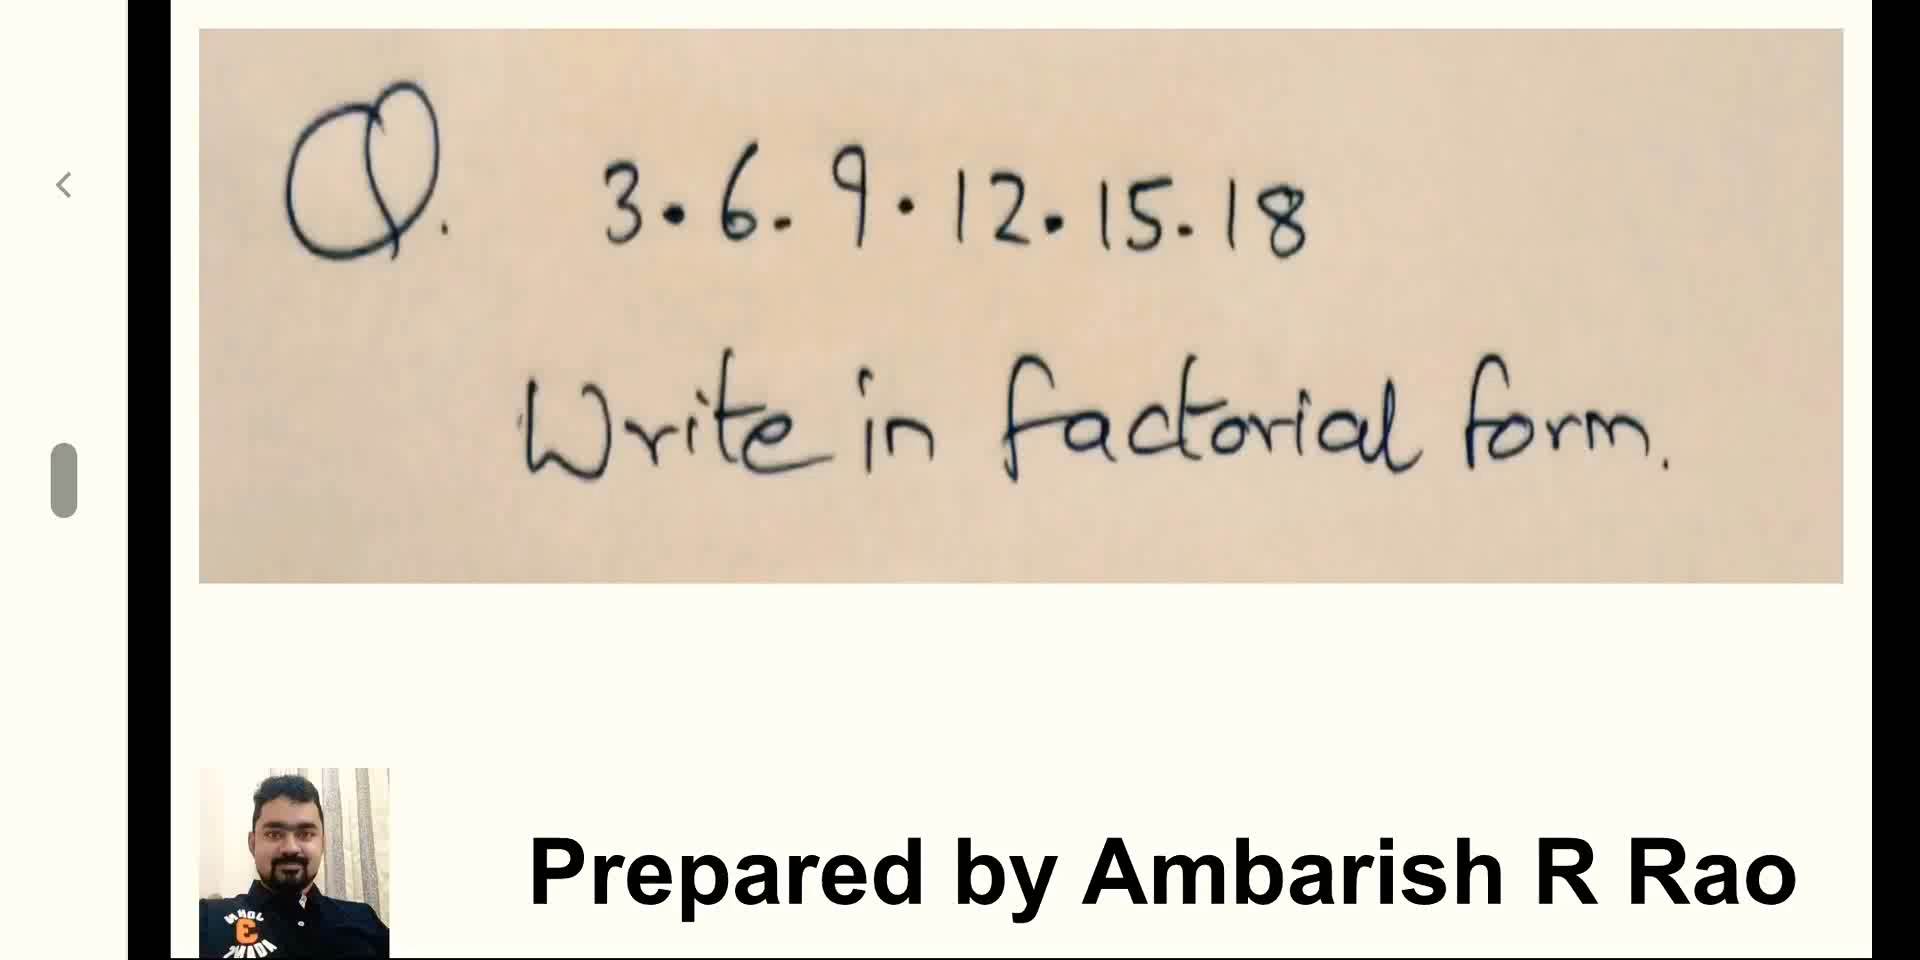 Q. 3.6.9.12.15.18
Write in factorial form.
Prepared by Ambarish R Rao